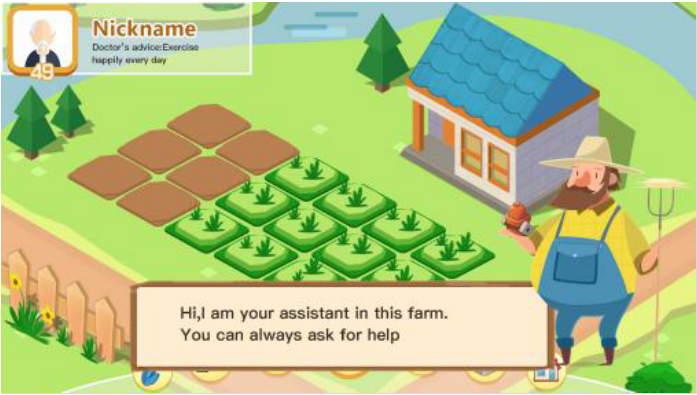 Nickname
Doctor's advice:Exercise
happily every day
49
Hi,I am your assistant in this farm.
You can always ask for help